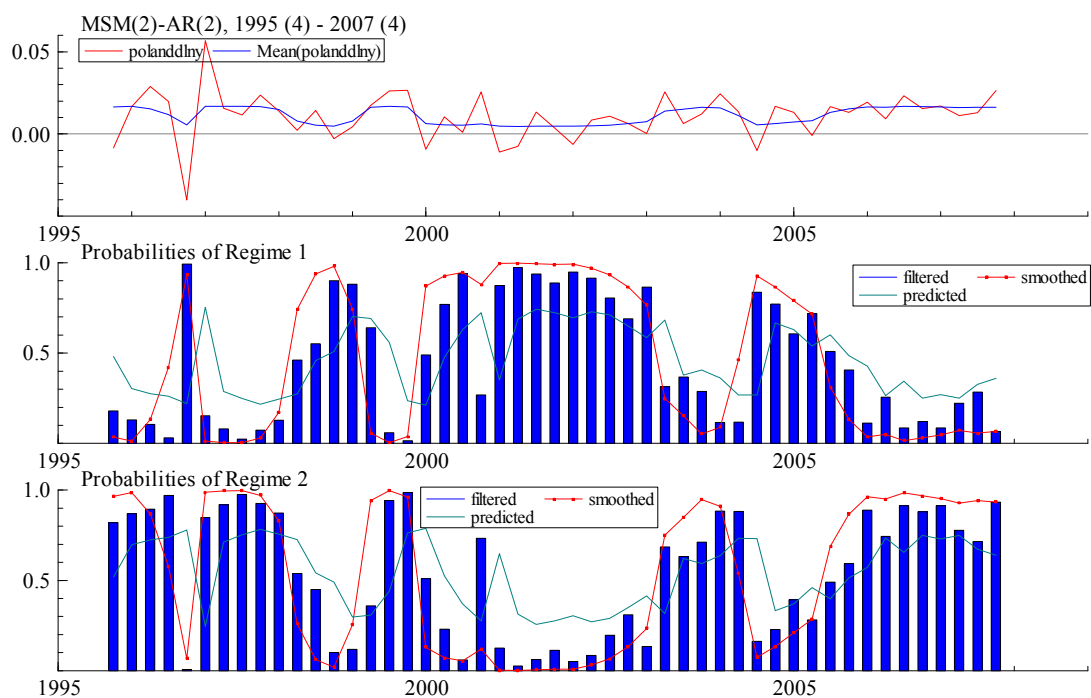 MSM(2)-AR(2), 1995 (4) - 2007 (4)
polanddlny Mean(polanddlny)
0.05
0.00
1995 2000 2005
Probabilities of Regime 1
1.0
filtered smoothed
predicted
0.5
1995 2000 2005
Probabilities of Regime 2
1.0
filtered smoothed
predicted
0.5
1995 2000 2005